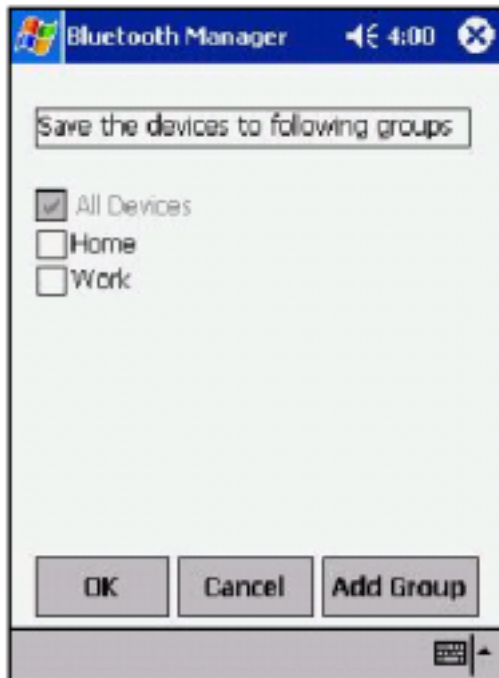 Bluetooth Manager 4:00
Save the devices to following groups
All Devices
Home
Work
OK Cancel Add Group